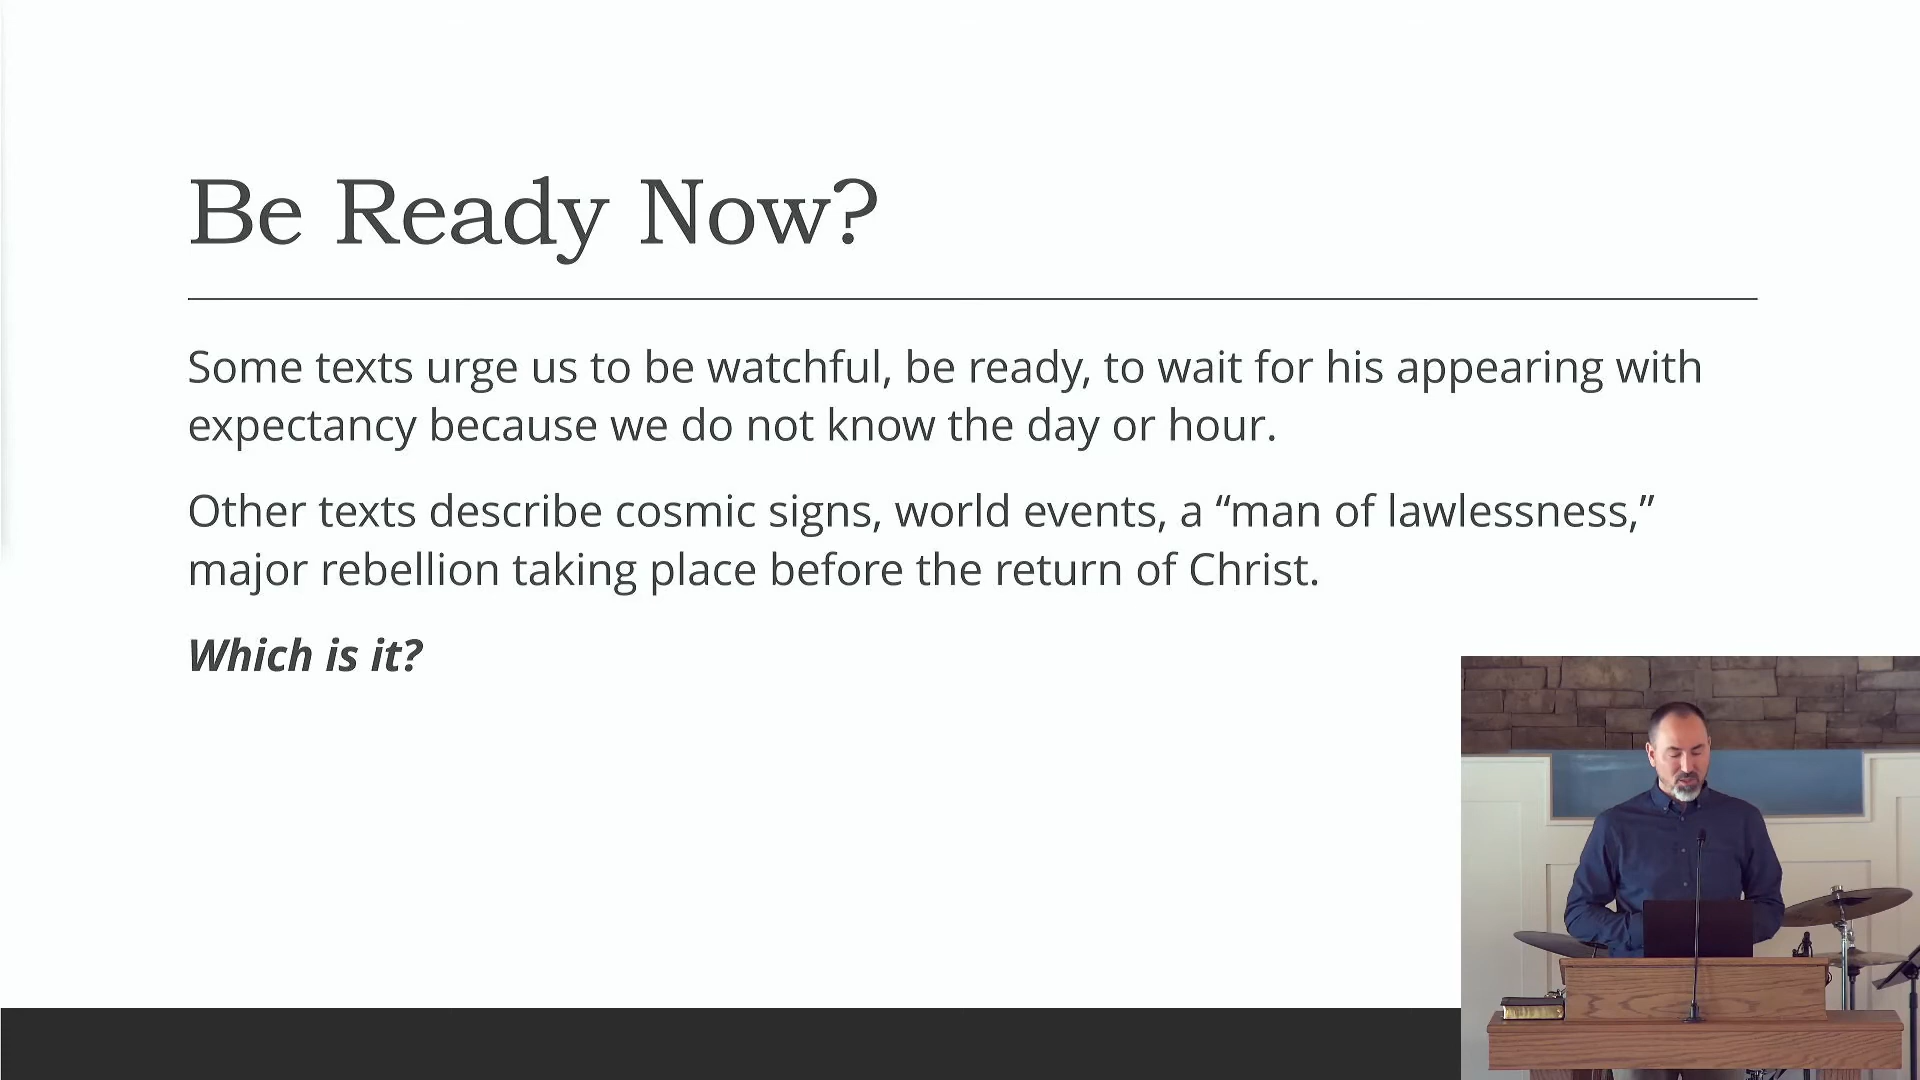 Be Ready Now?
Some texts urge us to be watchful, be ready, to wait for his appearing with
expectancy because we do not know the day or hour.
Other texts describe cosmic signs, world events, a “man of lawlessness,”
major rebellion taking place before the return of Christ.
Which is it?